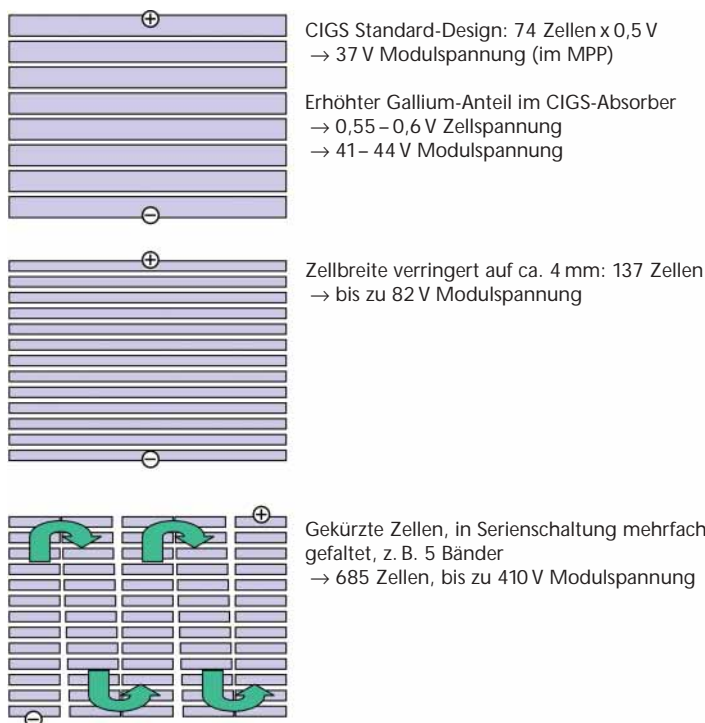 +
CIGS Standard-Design: 74 Zellen x 0,5 V
→ 37 V Modulspannung (im MPP)
Erhöhter Gallium-Anteil im CIGS-Absorber
→ 0,55 – 0,6 V Zellspannung
→ 41 – 44 V Modulspannung
−
+
Zellbreite verringert auf ca. 4 mm: 137 Zellen
→ bis zu 82 V Modulspannung
−
+
Gekürzte Zellen, in Serienschaltung mehrfach
gefaltet, z. B. 5 Bänder
→ 685 Zellen, bis zu 410 V Modulspannung
−